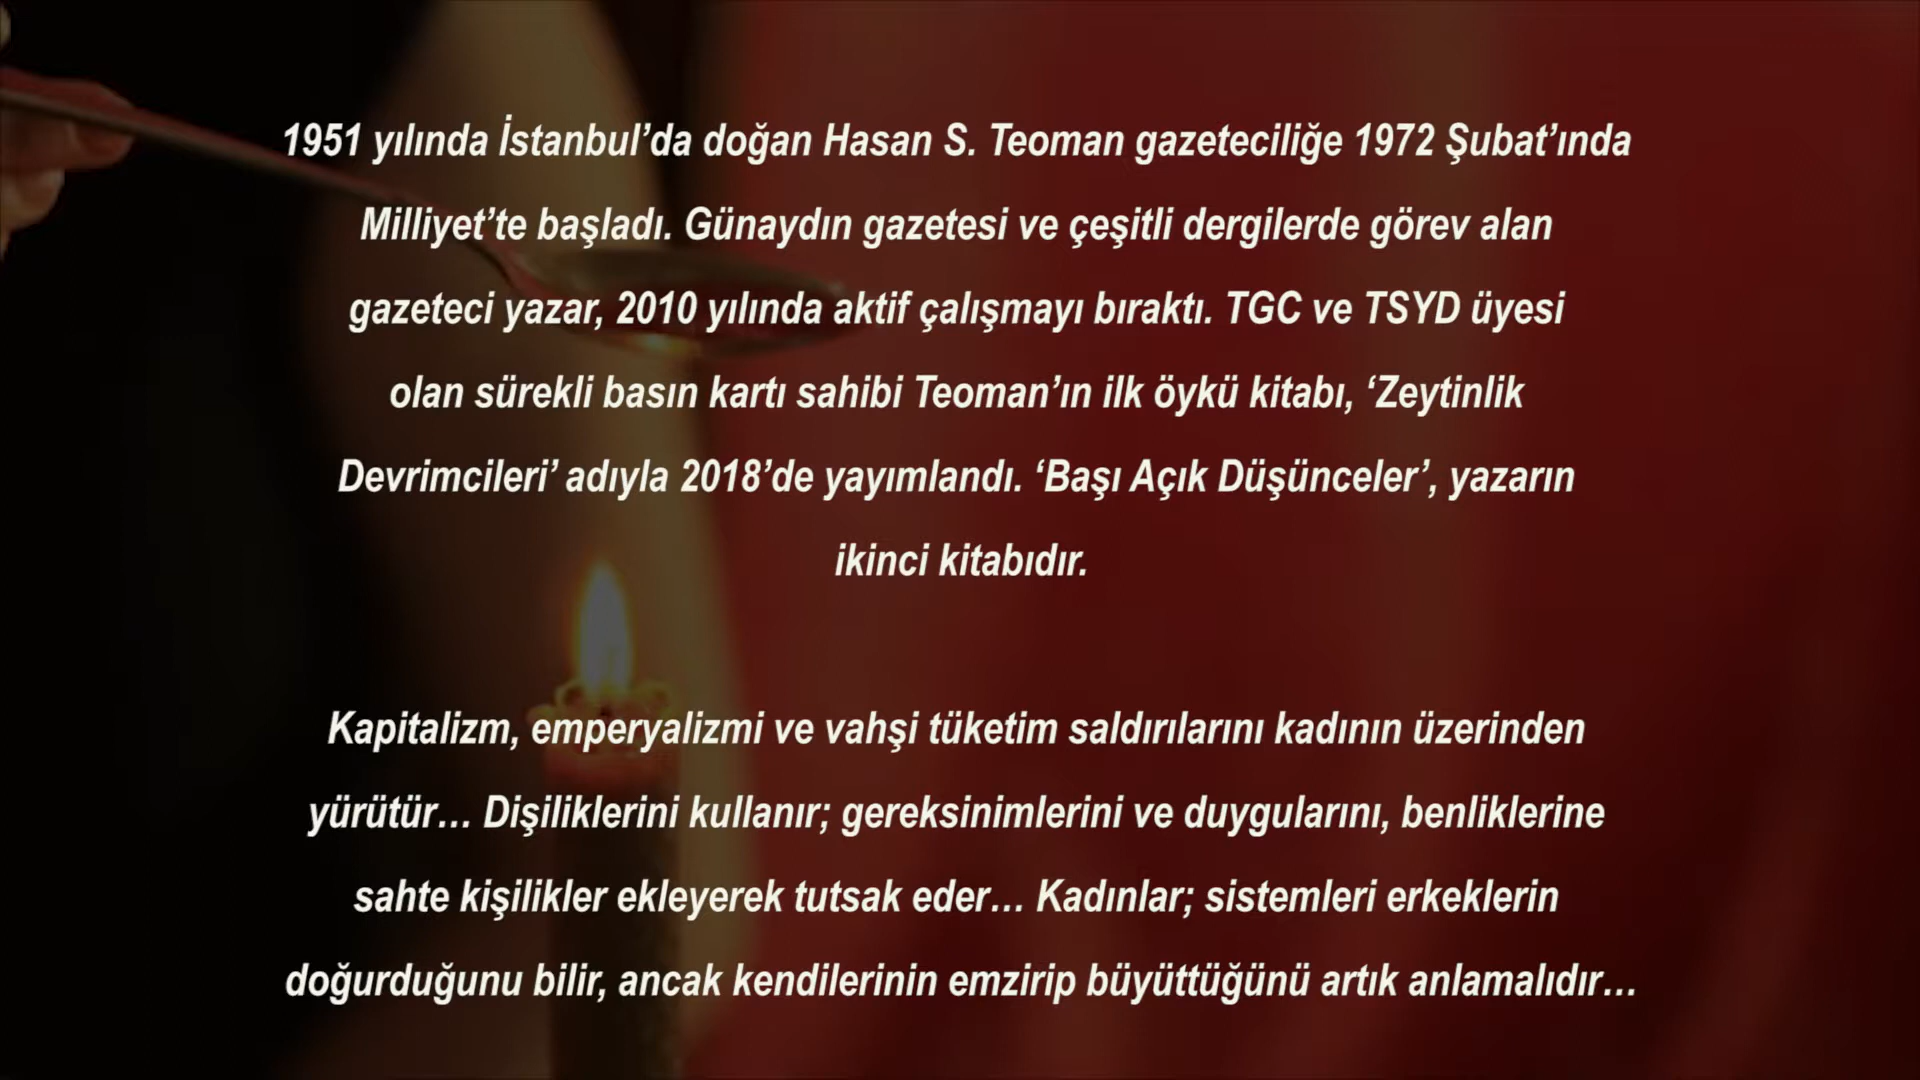 1951 yılında İstanbul’da doğan Hasan S. Teoman gazeteciliğe 1972 Şubat’ında
Milliyet’te başladı. Günaydın gazetesi ve çeşitli dergilerde görev alan
gazeteci yazar, 2010 yılında aktif çalışmayı bıraktı. TGC ve TSYD üyesi
olan sürekli basın kartı sahibi Teoman’ın ilk öykü kitabı, ‘Zeytinlik
Devrimcileri’ adıyla 2018’de yayımlandı. ‘Başı Açık Düşünceler’, yazarın
ikinci kitabıdır.
Kapitalizm, emperyalizmi ve vahşi tüketim saldırılarını kadının üzerinden
yürütür… Dişiliklerini kullanır; gereksinimlerini ve duygularını, benliklerine
sahte kişilikler ekleyerek tutsak eder… Kadınlar; sistemleri erkeklerin
doğurduğunu bilir, ancak kendilerinin emzirip büyüttüğünü artık anlamalıdır…